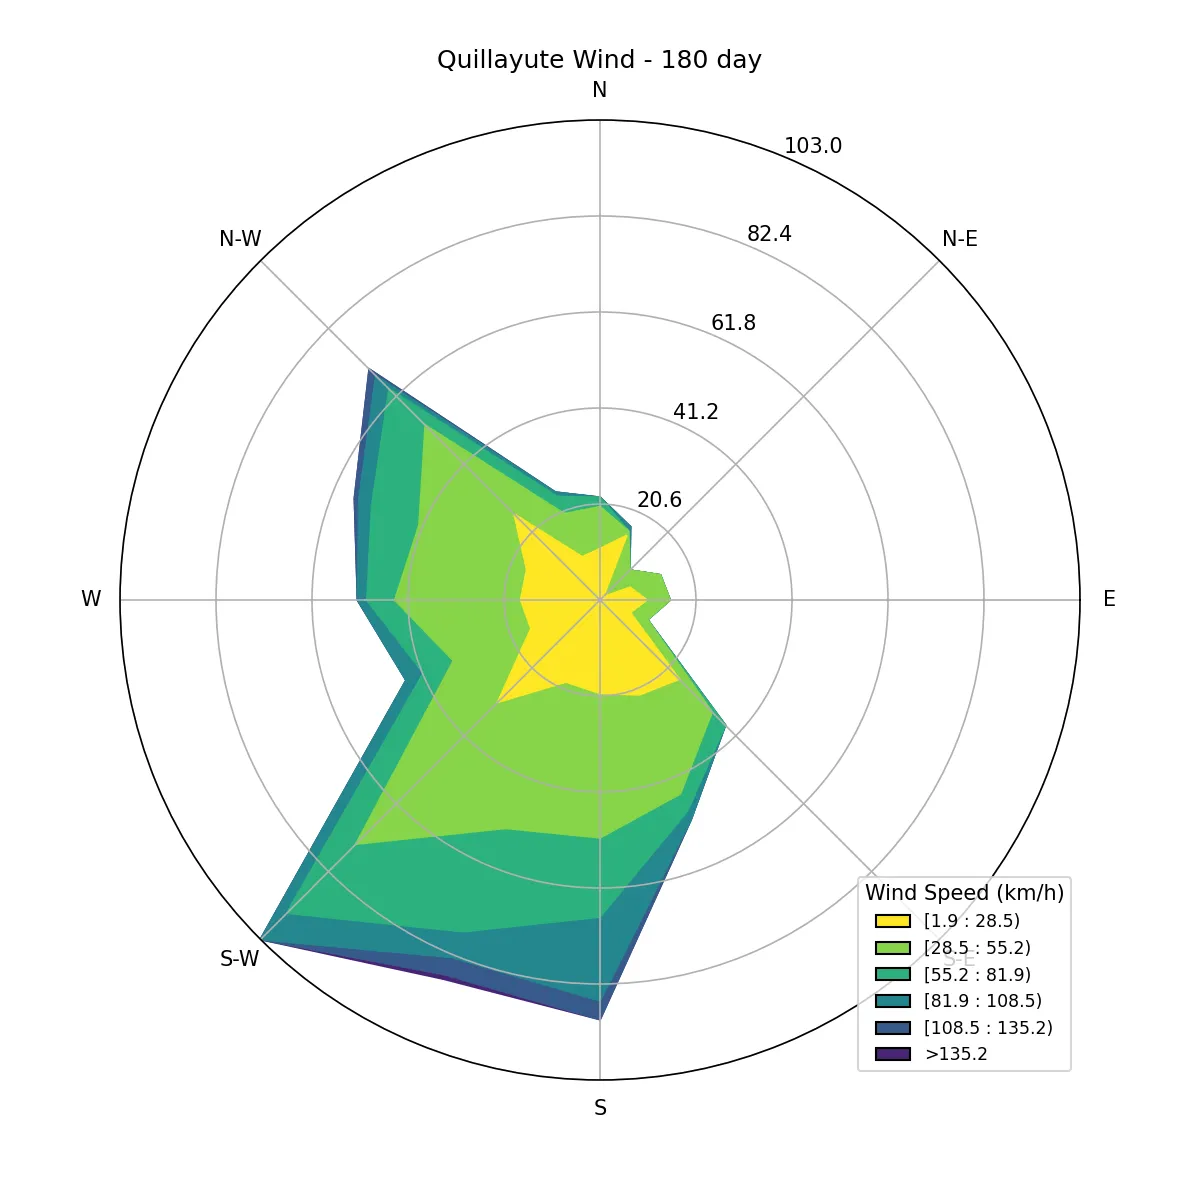 Quillayute Wind - 180 day
N
103.0
N-W
82.4
N-E
61.8
41.2
20.6
W
E
S-W
S-E
S
Wind Speed (km/h)
[1.9 : 28.5)
[28.5 : 55.2)
[55.2 : 81.9)
[81.9 : 108.5)
[108.5 : 135.2)
>135.2